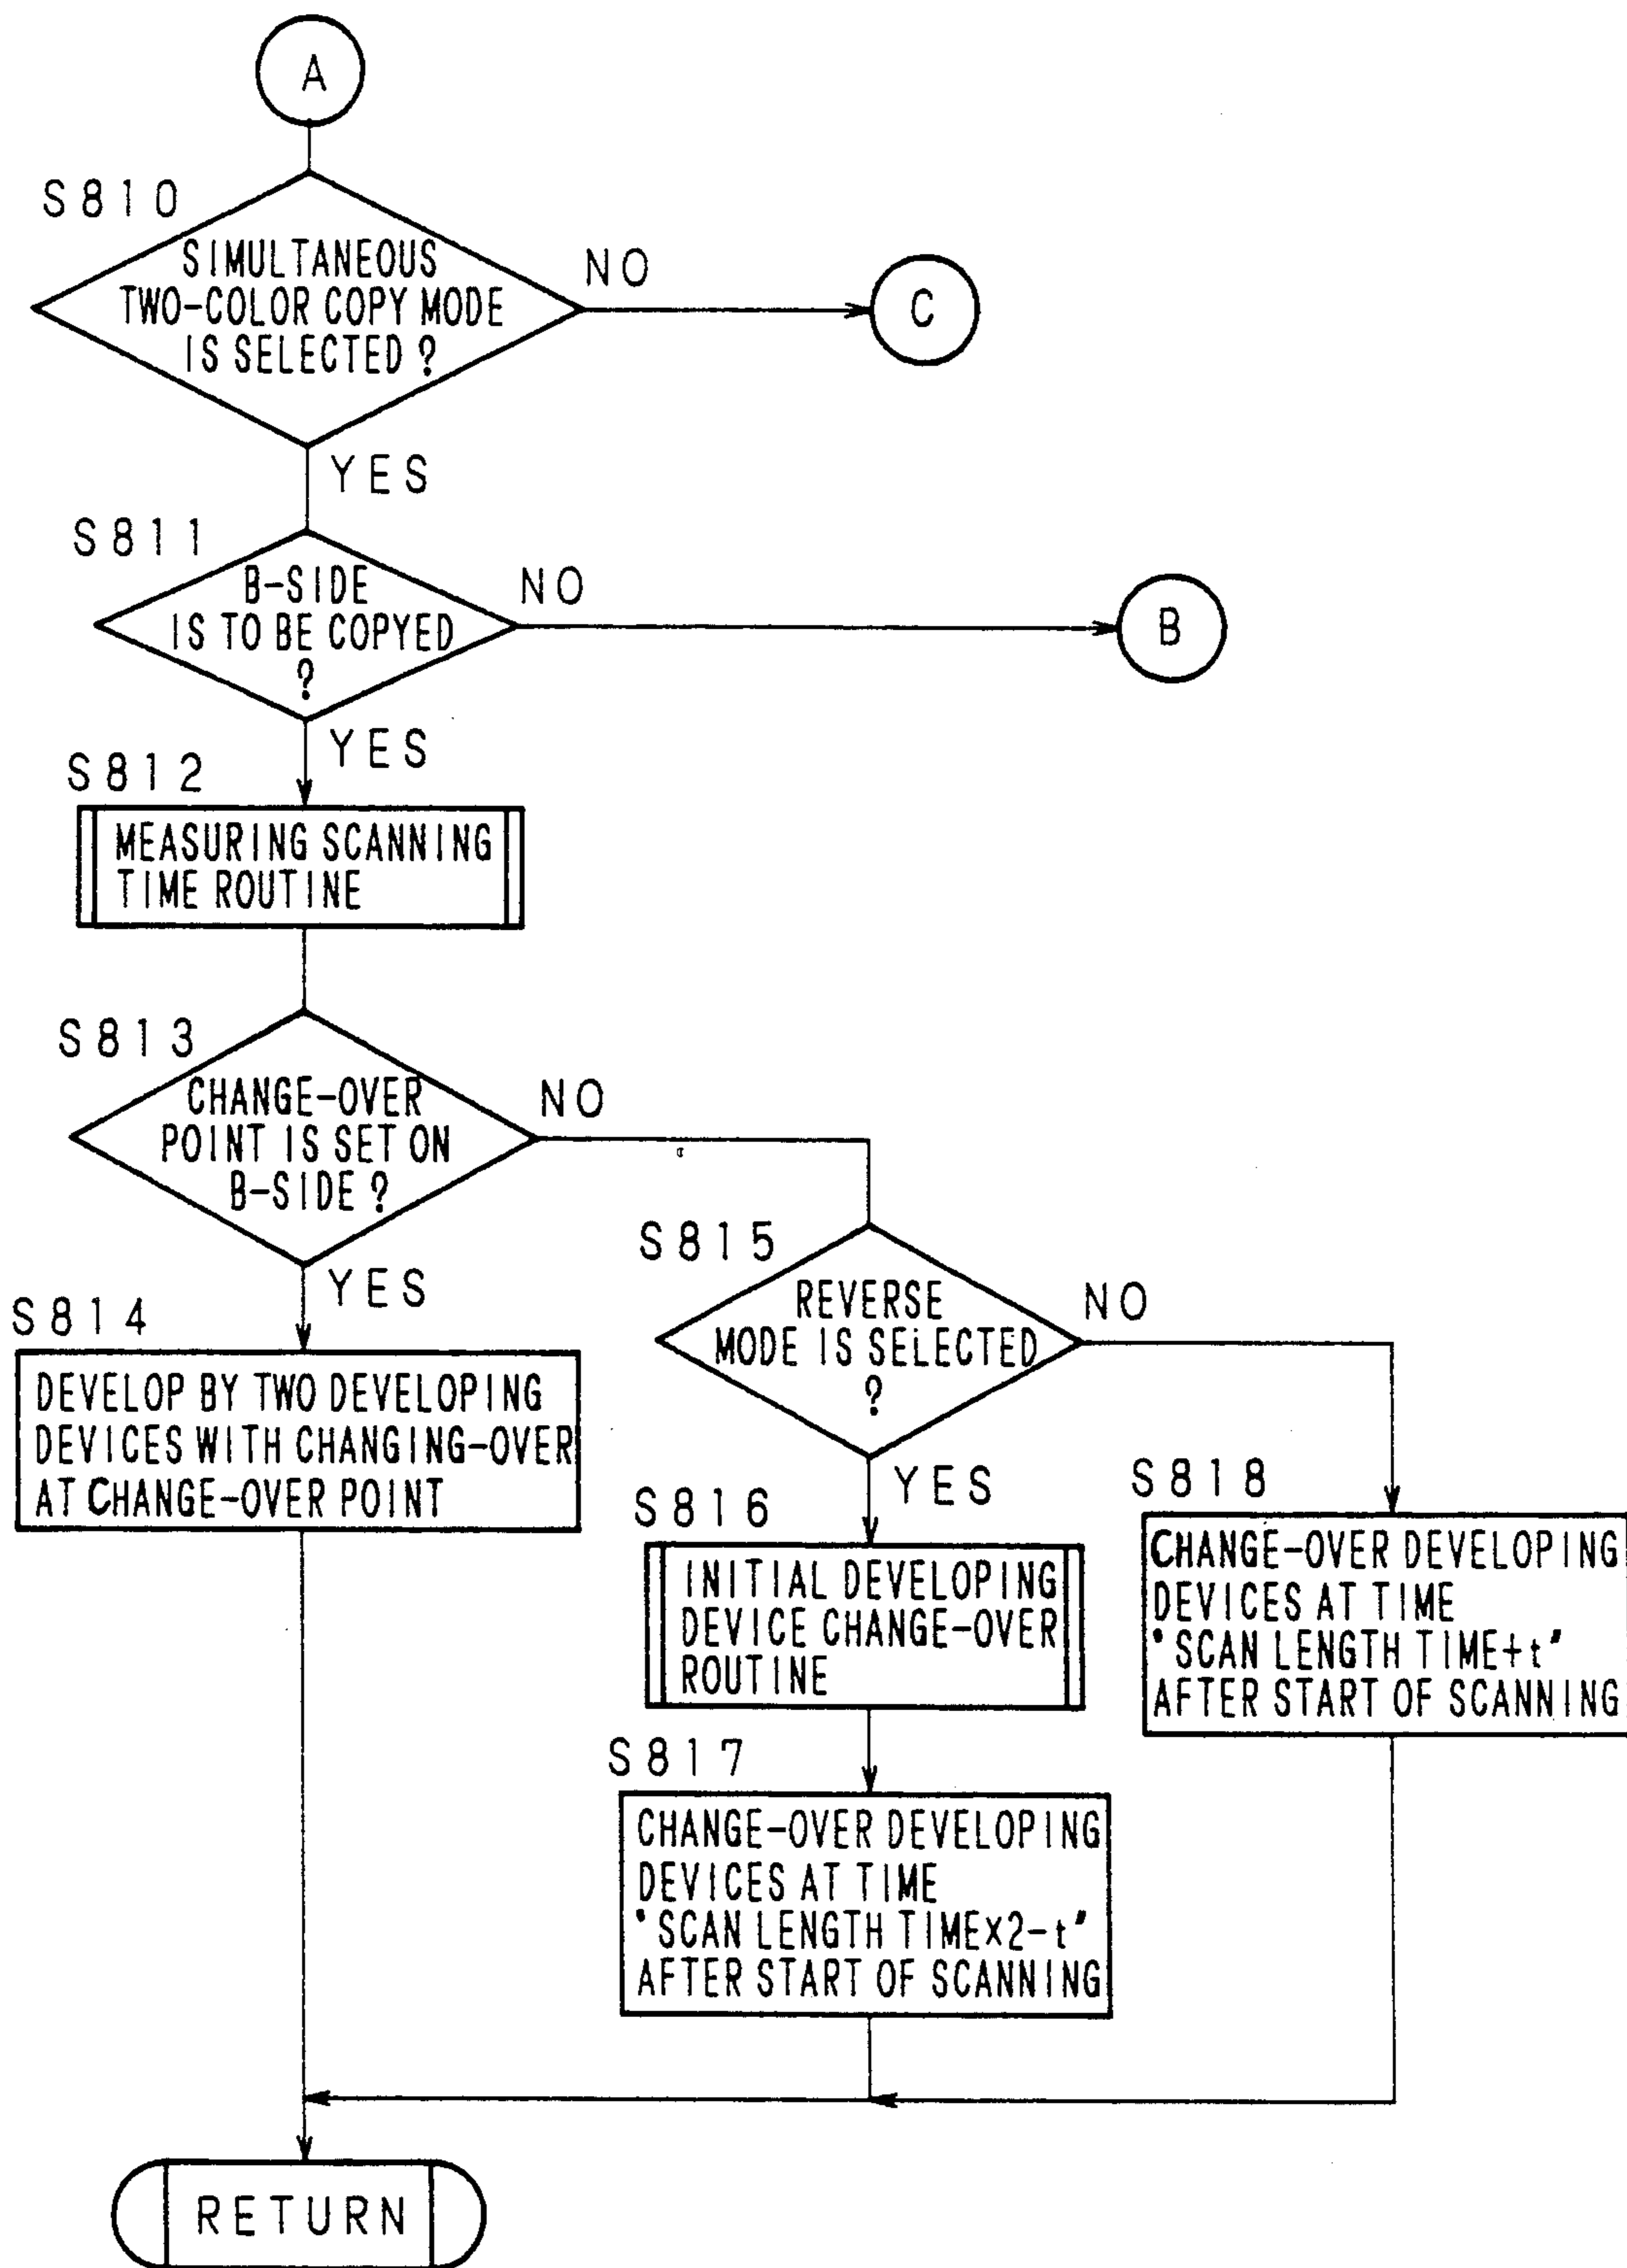 A
S810
SIMULTANEOUS
TWO-COLOR COPY MODE
IS SELECTED ?
NO
C
YES
S811
B-SIDE
IS TO BE COPYED
?
NO
B
YES
S812
MEASURING SCANNING
TIME ROUTINE
S813
CHANGE-OVER
POINT IS SET ON
B-SIDE ?
NO
YES
S814
DEVELOP BY TWO DEVELOPING
DEVICES WITH CHANGING-OVER
AT CHANGE-OVER POINT
S815
REVERSE
MODE IS SELECTED
?
NO
YES
S816
INITIAL DEVELOPING
DEVICE CHANGE-OVER
ROUTINE
S817
CHANGE-OVER DEVELOPING
DEVICES AT TIME
"SCAN LENGTH TIME×2-t"
AFTER START OF SCANNING
S818
CHANGE-OVER DEVELOPING
DEVICES AT TIME
"SCAN LENGTH TIME+t"
AFTER START OF SCANNING
RETURN